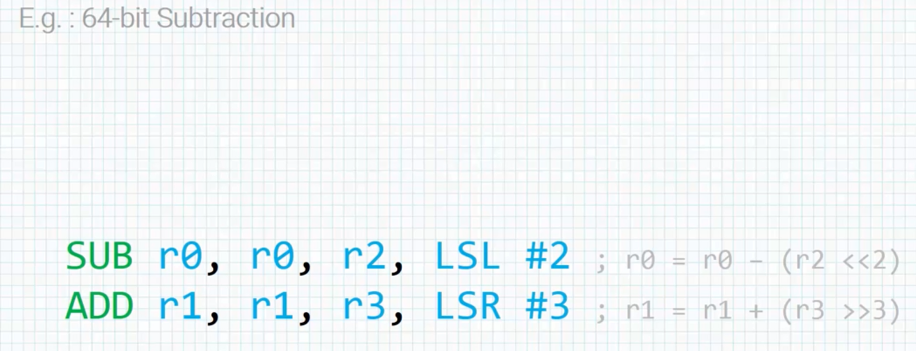 E.g. : 64-bit Subtraction
SUB r0, r0, r2, LSL #2 ; r0 = r0 – (r2 <<2)
ADD r1, r1, r3, LSR #3 ; r1 = r1 + (r3 >>3)